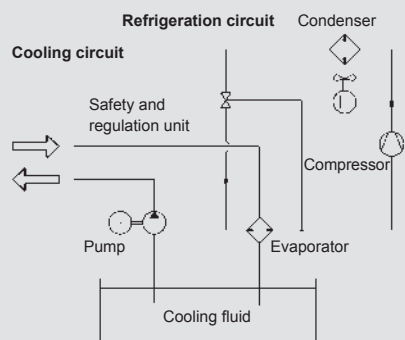 Refrigeration circuit
Condenser
Cooling circuit
Safety and
regulation unit
Compressor
Pump
Evaporator
Cooling fluid